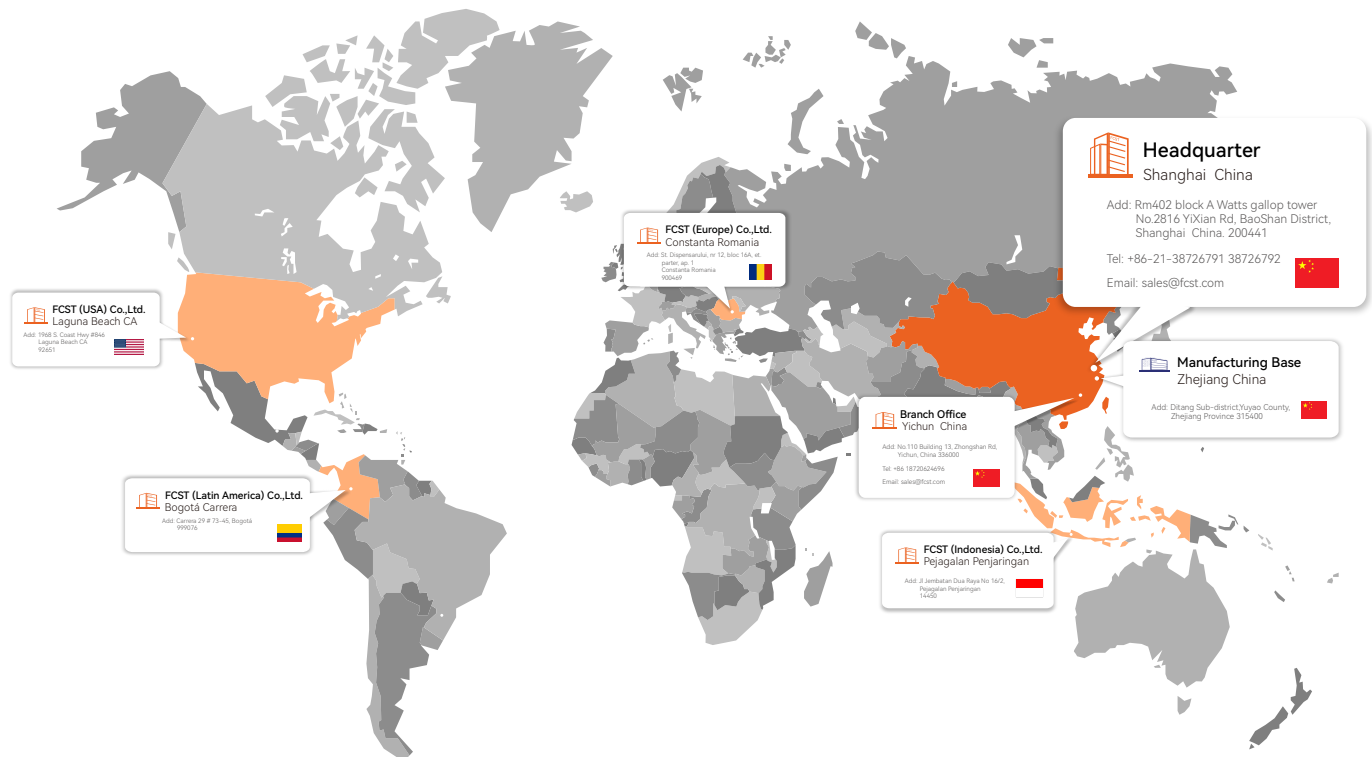 Headquarter
Shanghai China
Add: Rm402 block A Watts gallop tower
No.2816 YiXian Rd, BaoShan District,
Shanghai China. 200441
Tel: +86-21-38726791 38726792
Email: sales@fcst.com
FCST (Europe) Co.,Ltd.
Constanta Romania
Add: St. Dispensarului, nr 12, bloc 16A, et.
parter, ap. 1
Constanta Romania
900469
FCST (USA) Co.,Ltd.
Laguna Beach CA
Add: 1968 S. Coast Hwy #846
Laguna Beach CA
92651
Manufacturing Base
Zhejiang China
Add: Ditang Sub-district,Yuyao County,
Zhejiang Province 315400
Branch Office
Yichun China
Add: No.110 Building 13, Zhongshan Rd,
Yichun, China 336000
Tel: +86 18720624696
Email: sales@fcst.com
FCST (Latin America) Co.,Ltd.
Bogotá Carrera
Add: Carrera 29 # 73-45, Bogotá
999076
FCST (Indonesia) Co.,Ltd.
Pejagalan Penjaringan
Add: Jl Jembatan Dua Raya No 16/2,
Pejagalan Penjaringan
14450